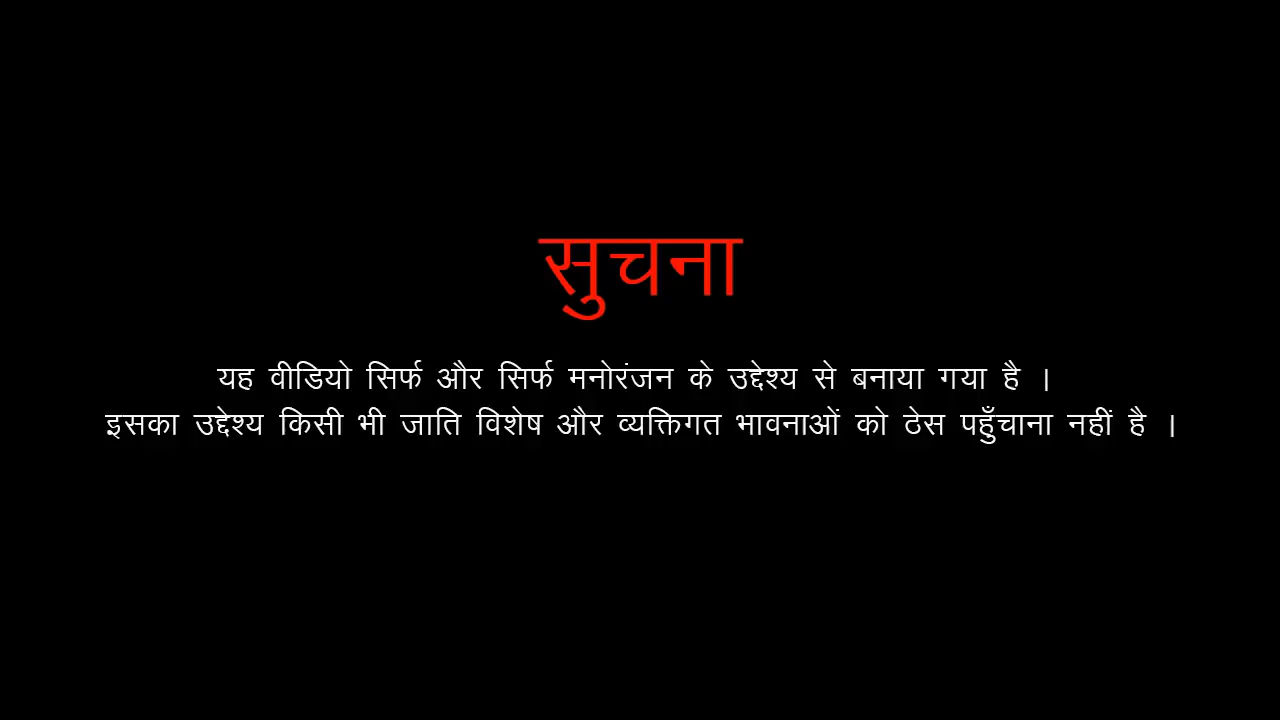 सुचना
यह वीडियो सिर्फ और सिर्फ मनोरंजन के उद्देश्य से बनाया गया है ।
इसका उद्देश्य किसी भी जाति विशेष और व्यक्तिगत भावनाओं को ठेस पहुँचाना नहीं है ।